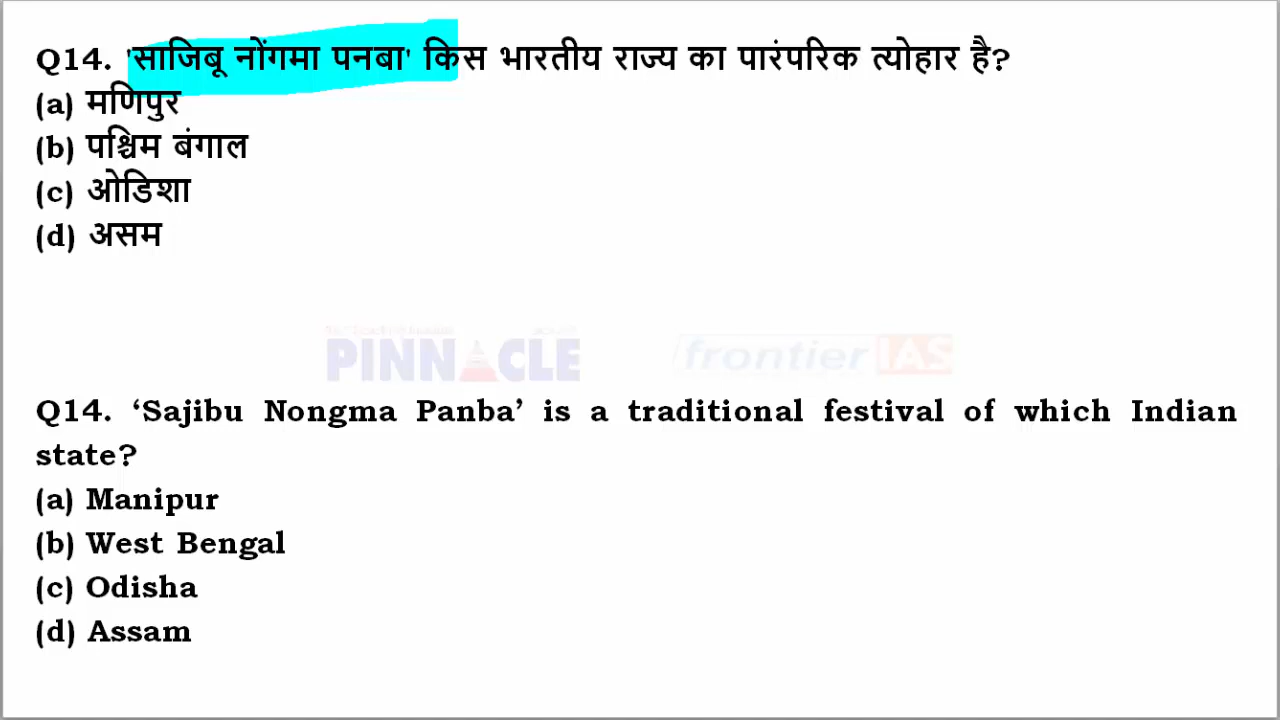 Q14. 'साजिबू नोंगमा पनबा' किस भारतीय राज्य का पारंपरिक त्योहार है?
(a) मणिपुर
(b) पश्चिम बंगाल
(c) ओडिशा
(d) असम
PINNACLE frontier IAS
Q14. ‘Sajibu Nongma Panba’ is a traditional festival of which Indian
state?
(a) Manipur
(b) West Bengal
(c) Odisha
(d) Assam